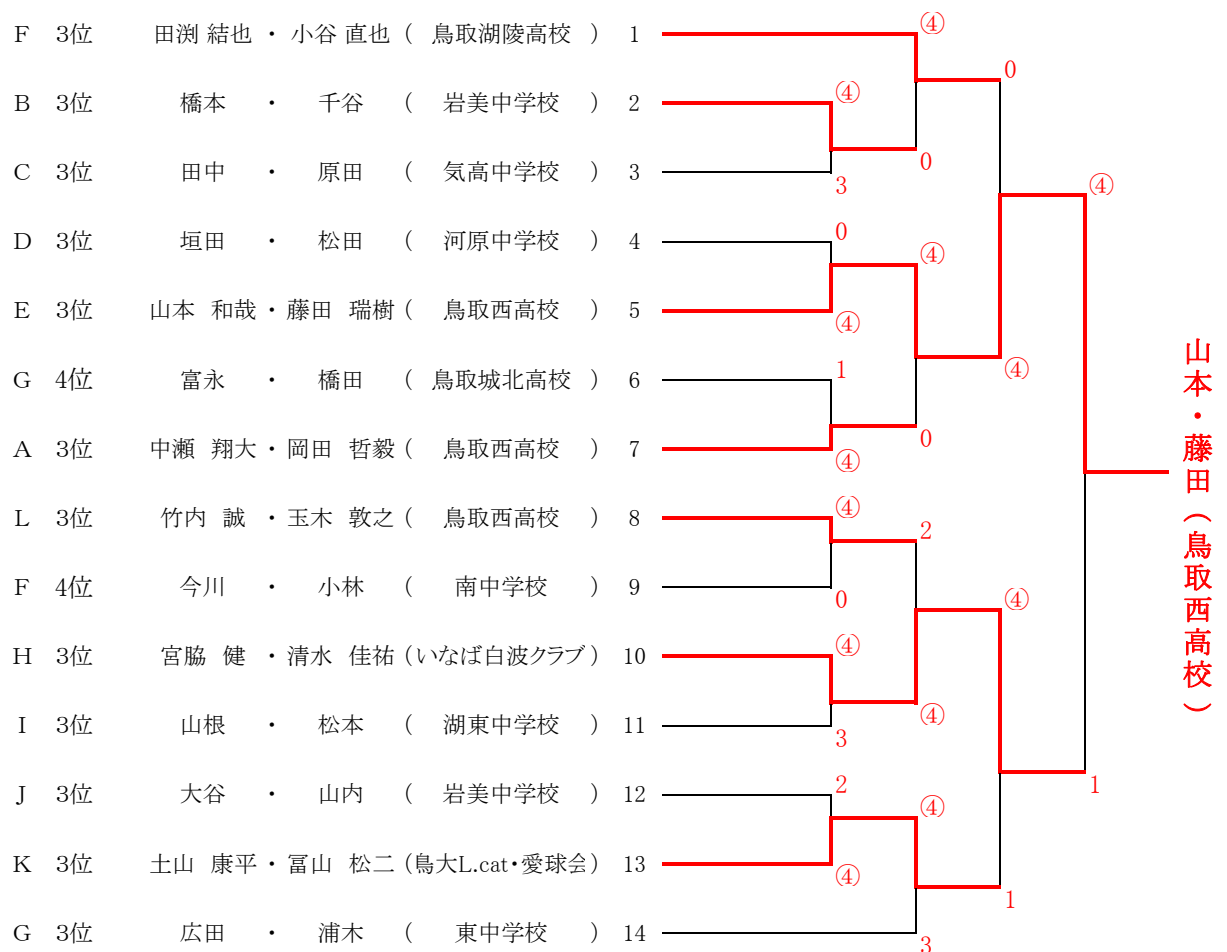 F 3位 田渕 結也 ・ 小谷 直也 ( 鳥取湖陵高校 ) 1
④
0
B 3位 橋本 ・ 千谷 ( 岩美中学校 ) 2
④
0
C 3位 田中 ・ 原田 ( 気高中学校 ) 3
3
④
D 3位 垣田 ・ 松田 ( 河原中学校 ) 4
0
④
E 3位 山本 和哉 ・ 藤田 瑞樹 ( 鳥取西高校 ) 5
④
G 4位 富永 ・ 橋田 ( 鳥取城北高校 ) 6
1
④
A 3位 中瀬 翔大 ・ 岡田 哲毅 ( 鳥取西高校 ) 7
0
④
山本・藤田(鳥取西高校)
L 3位 竹内 誠 ・ 玉木 敦之 ( 鳥取西高校 ) 8
④
2
F 4位 今川 ・ 小林 ( 南中学校 ) 9
0
④
H 3位 宮脇 健 ・ 清水 佳祐 (いなば白波クラブ) 10
④
I 3位 山根 ・ 松本 ( 湖東中学校 ) 11
④
3
J 3位 大谷 ・ 山内 ( 岩美中学校 ) 12
2
④
1
K 3位 土山 康平 ・ 冨山 松二 (鳥大L.cat・愛球会) 13
④
1
G 3位 広田 ・ 浦木 ( 東中学校 ) 14
3